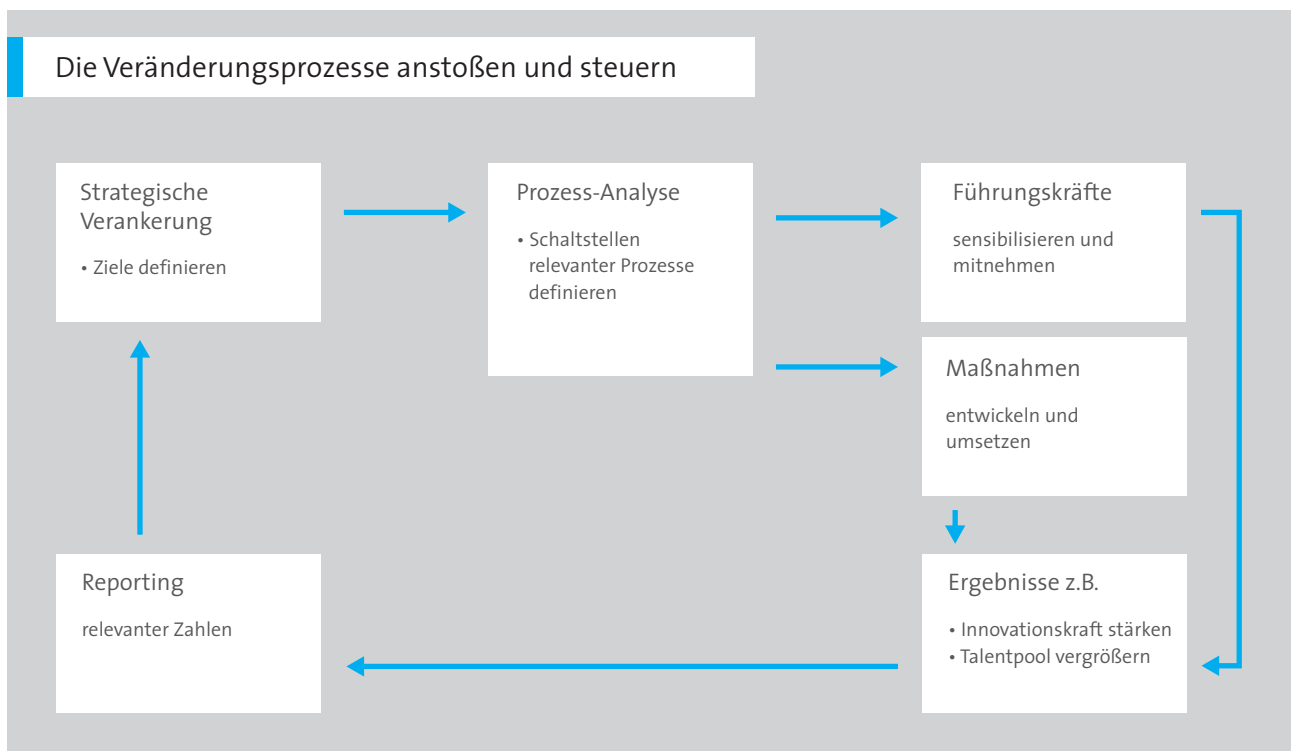 Die Veränderungsprozesse anstoßen und steuern
Strategische
Verankerung
• Ziele definieren
Prozess-Analyse
• Schaltstellen
relevanter Prozesse
definieren
Führungskräfte
sensibilisieren und
mitnehmen
Maßnahmen
entwickeln und
umsetzen
Reporting
relevanter Zahlen
Ergebnisse z.B.
• Innovationskraft stärken
• Talentpool vergrößern